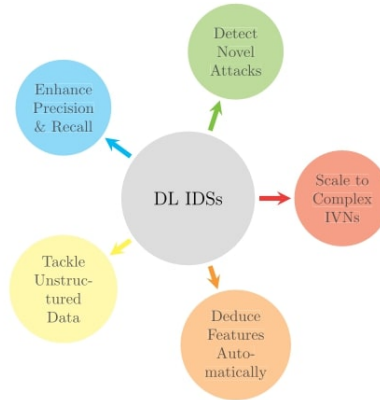 Detect
Novel
Attacks
Enhance
Precision
& Recall
DL IDSs
Scale to
Complex
IVNs
Tackle
Unstruc-
tured
Data
Deduce
Features
Auto-
matically